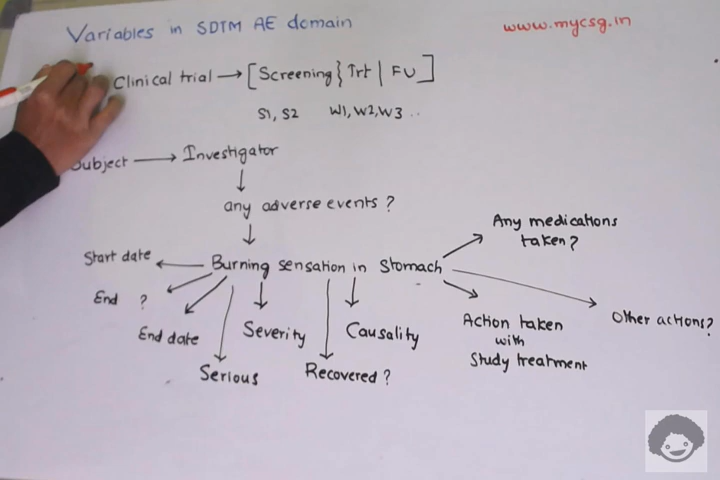 Variables in SDTM AE domain
www.mycsg.in
Clinical trial → [Screening} Trt | FU]
S1, S2 W1, W2, W3 ..
Subject → Investigator
any adverse events ?
Any medications
taken?
Start date
Burning sensation in Stomach
End ?
End date
Severity
Causality
Action taken
with
Study treatment
Other actions?
Serious
Recovered ?